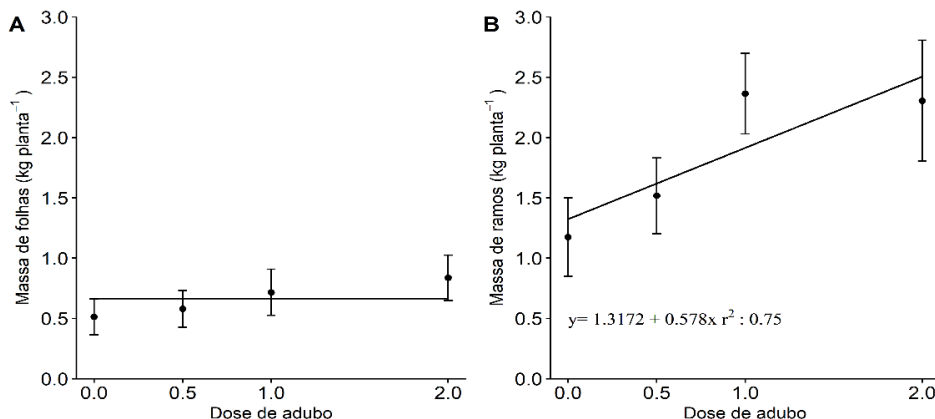 A
Massa de folhas (kg planta⁻¹ )
3.0
2.5
2.0
1.5
1.0
0.5
0.0
0.0 0.5 1.0 2.0
Dose de adubo
B
Massa de ramos (kg planta⁻¹ )
3.0
2.5
2.0
1.5
1.0
0.5
0.0
y= 1.3172 + 0.578x r² : 0.75
0.0 0.5 1.0 2.0
Dose de adubo